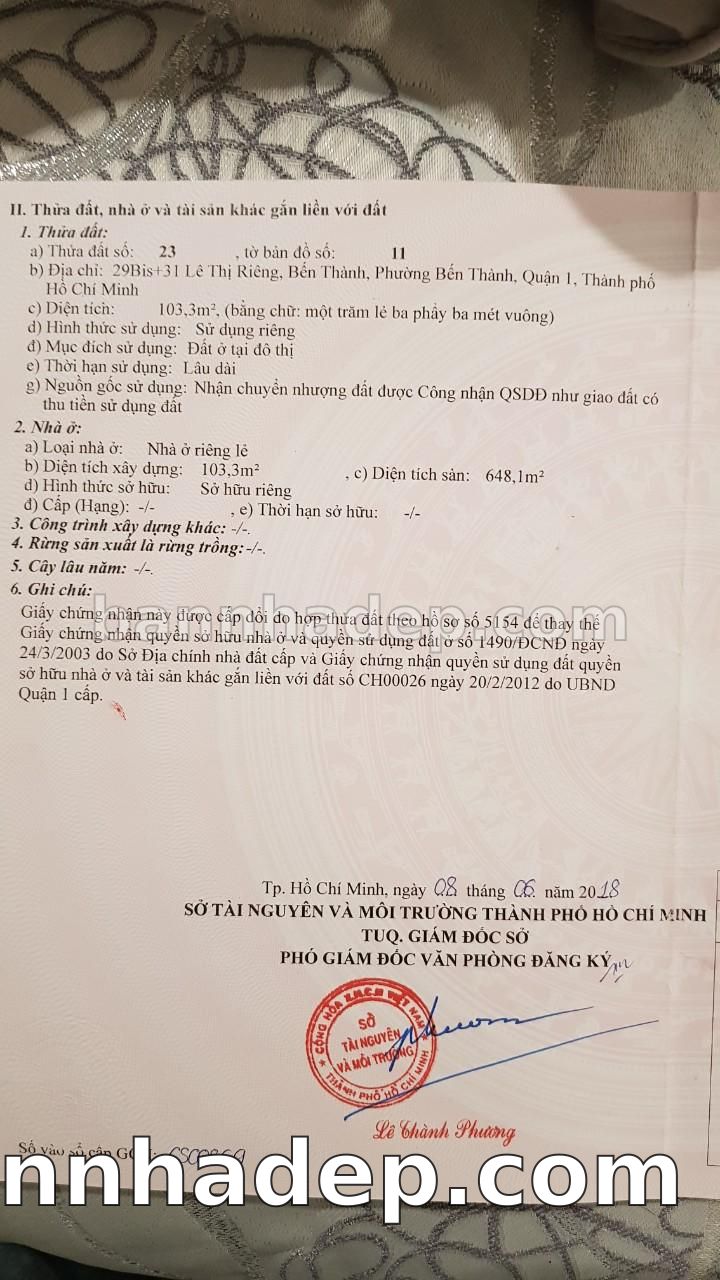 II. Thửa đất, nhà ở và tài sản khác gắn liền với đất
1. Thửa đất:
a) Thửa đất số: 23 , tờ bản đồ số: 11
b) Địa chỉ: 29Bis+31 Lê Thị Riêng, Bến Thành, Phường Bến Thành, Quận 1, Thành phố
Hồ Chí Minh
c) Diện tích: 103,3m², (bằng chữ: một trăm lẻ ba phẩy ba mét vuông)
d) Hình thức sử dụng: Sử dụng riêng
đ) Mục đích sử dụng: Đất ở tại đô thị
e) Thời hạn sử dụng: Lâu dài
g) Nguồn gốc sử dụng: Nhận chuyển nhượng đất được Công nhận QSDĐ như giao đất có
thu tiền sử dụng đất
2. Nhà ở:
a) Loại nhà ở: Nhà ở riêng lẻ
b) Diện tích xây dựng: 103,3m² , c) Diện tích sàn: 648,1m²
d) Hình thức sở hữu: Sở hữu riêng
đ) Cấp (Hạng): -/- , e) Thời hạn sở hữu: -/-
3. Công trình xây dựng khác: -/-.
4. Rừng sản xuất là rừng trồng: -/-.
5. Cây lâu năm: -/-.
6. Ghi chú:
Giấy chứng nhận này được cấp đổi do hợp thửa đất theo hồ sơ số 5154 để thay thế
Giấy chứng nhận quyền sở hữu nhà ở và quyền sử dụng đất ở số 1490/ĐCNĐ ngày
24/3/2003 do Sở Địa chính nhà đất cấp và Giấy chứng nhận quyền sử dụng đất quyền
sở hữu nhà ở và tài sản khác gắn liền với đất số CH00026 ngày 20/2/2012 do UBND
Quận 1 cấp.
bannhadep.com
Tp. Hồ Chí Minh, ngày 08 tháng 06 năm 2018
SỞ TÀI NGUYÊN VÀ MÔI TRƯỜNG THÀNH PHỐ HỒ CHÍ MINH
TUQ. GIÁM ĐỐC SỞ
PHÓ GIÁM ĐỐC VĂN PHÒNG ĐĂNG KÝ
CỘNG HÒA X.H.C.N VIỆT NAM
SỞ
TÀI NGUYÊN
VÀ MÔI TRƯỜNG
THÀNH PHỐ HỒ CHÍ MINH
Lê Thành Phương
Số vào sổ cấp
nnhadep.com